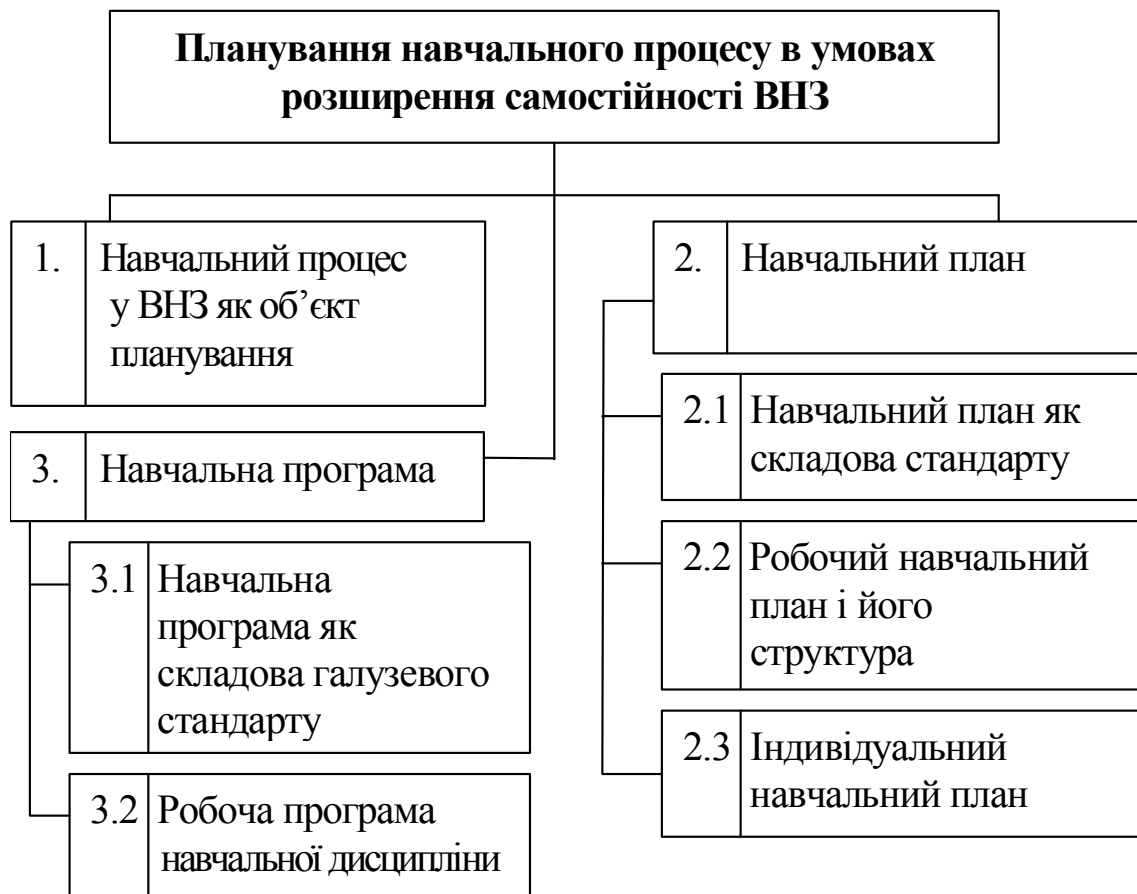 Планування навчального процесу в умовах
розширення самостійності ВНЗ
1. Навчальний процес
у ВНЗ як об’єкт
планування
2. Навчальний план
2.1 Навчальний план як
складова стандарту
2.2 Робочий навчальний
план і його
структура
2.3 Індивідуальний
навчальний план
3. Навчальна програма
3.1 Навчальна
програма як
складова галузевого
стандарту
3.2 Робоча програма
навчальної дисципліни